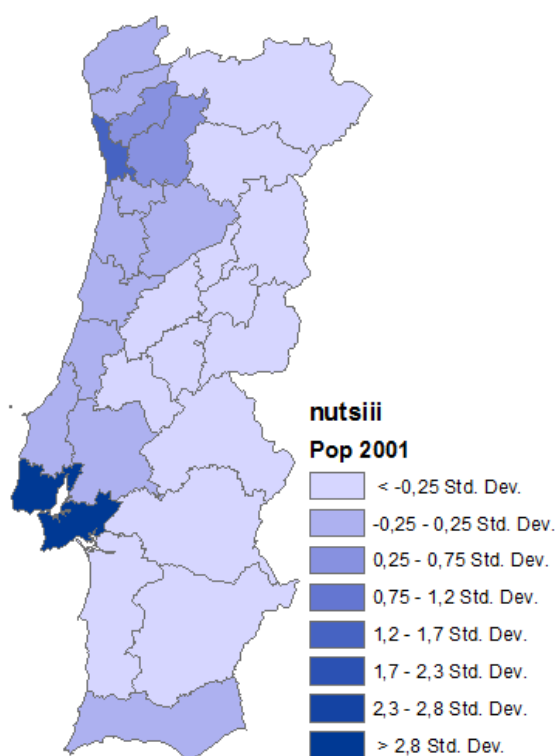 nutsiii
Pop 2001
< -0,25 Std. Dev.
-0,25 - 0,25 Std. Dev.
0,25 - 0,75 Std. Dev.
0,75 - 1,2 Std. Dev.
1,2 - 1,7 Std. Dev.
1,7 - 2,3 Std. Dev.
2,3 - 2,8 Std. Dev.
> 2,8 Std. Dev.